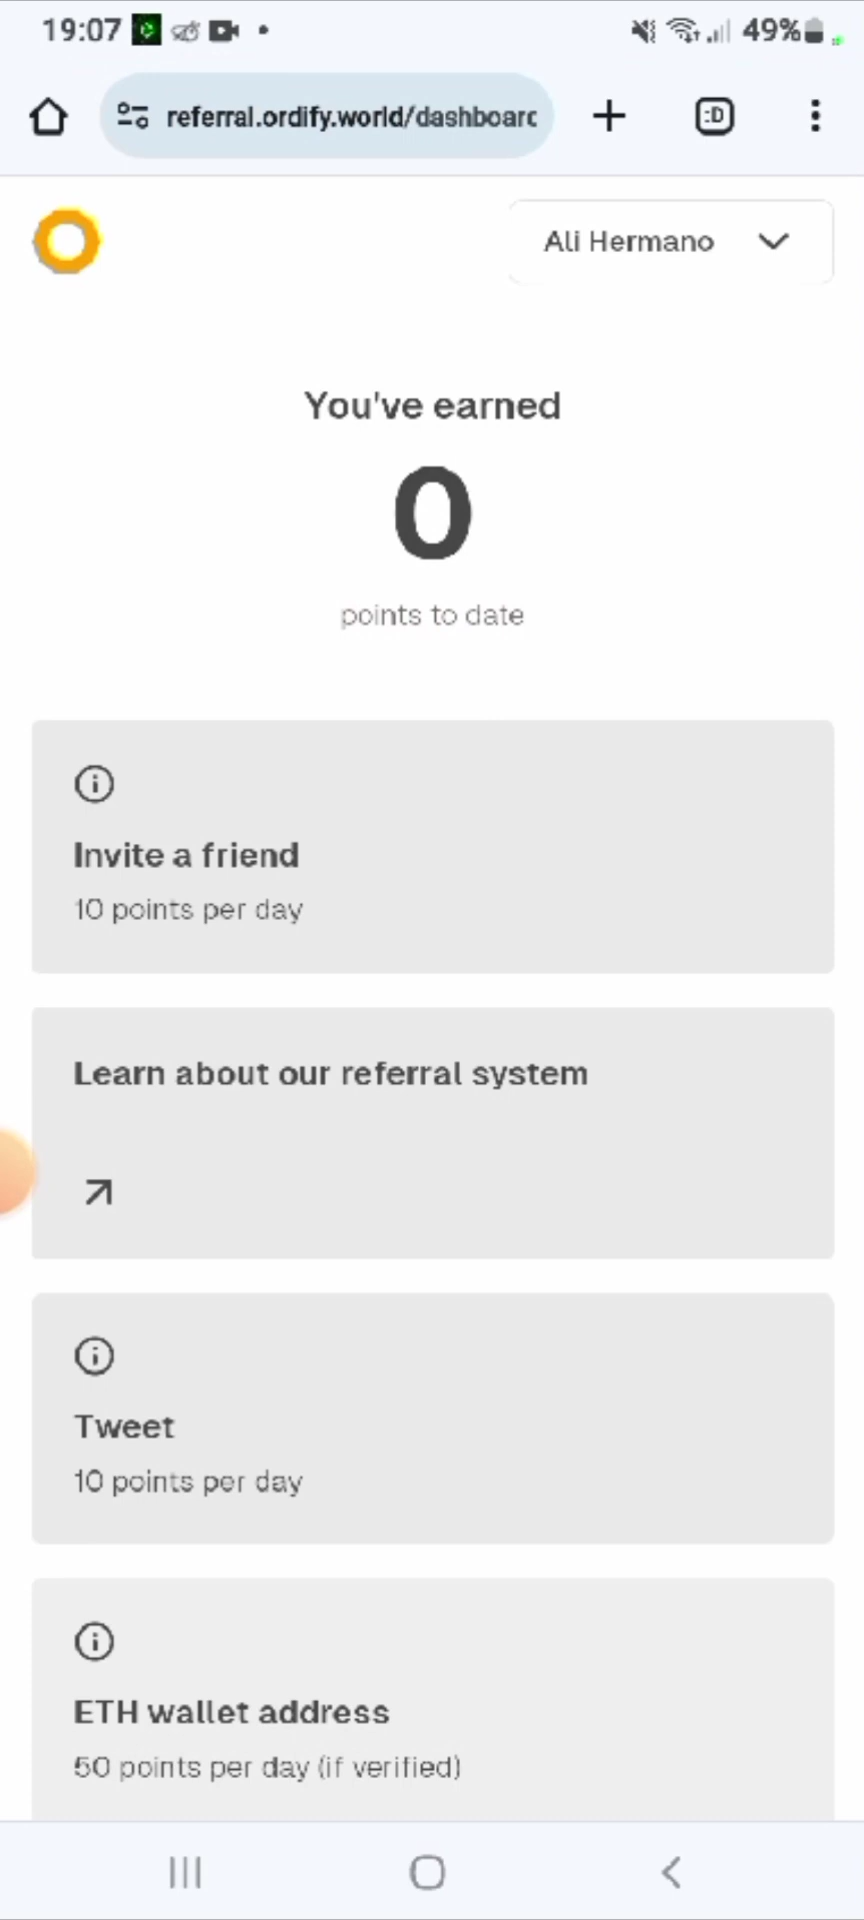 19:07
49%
referral.ordify.world/dashboard
:D
Ali Hermano
You've earned
0
points to date
Invite a friend
10 points per day
Learn about our referral system
Tweet
10 points per day
ETH wallet address
50 points per day (if verified)